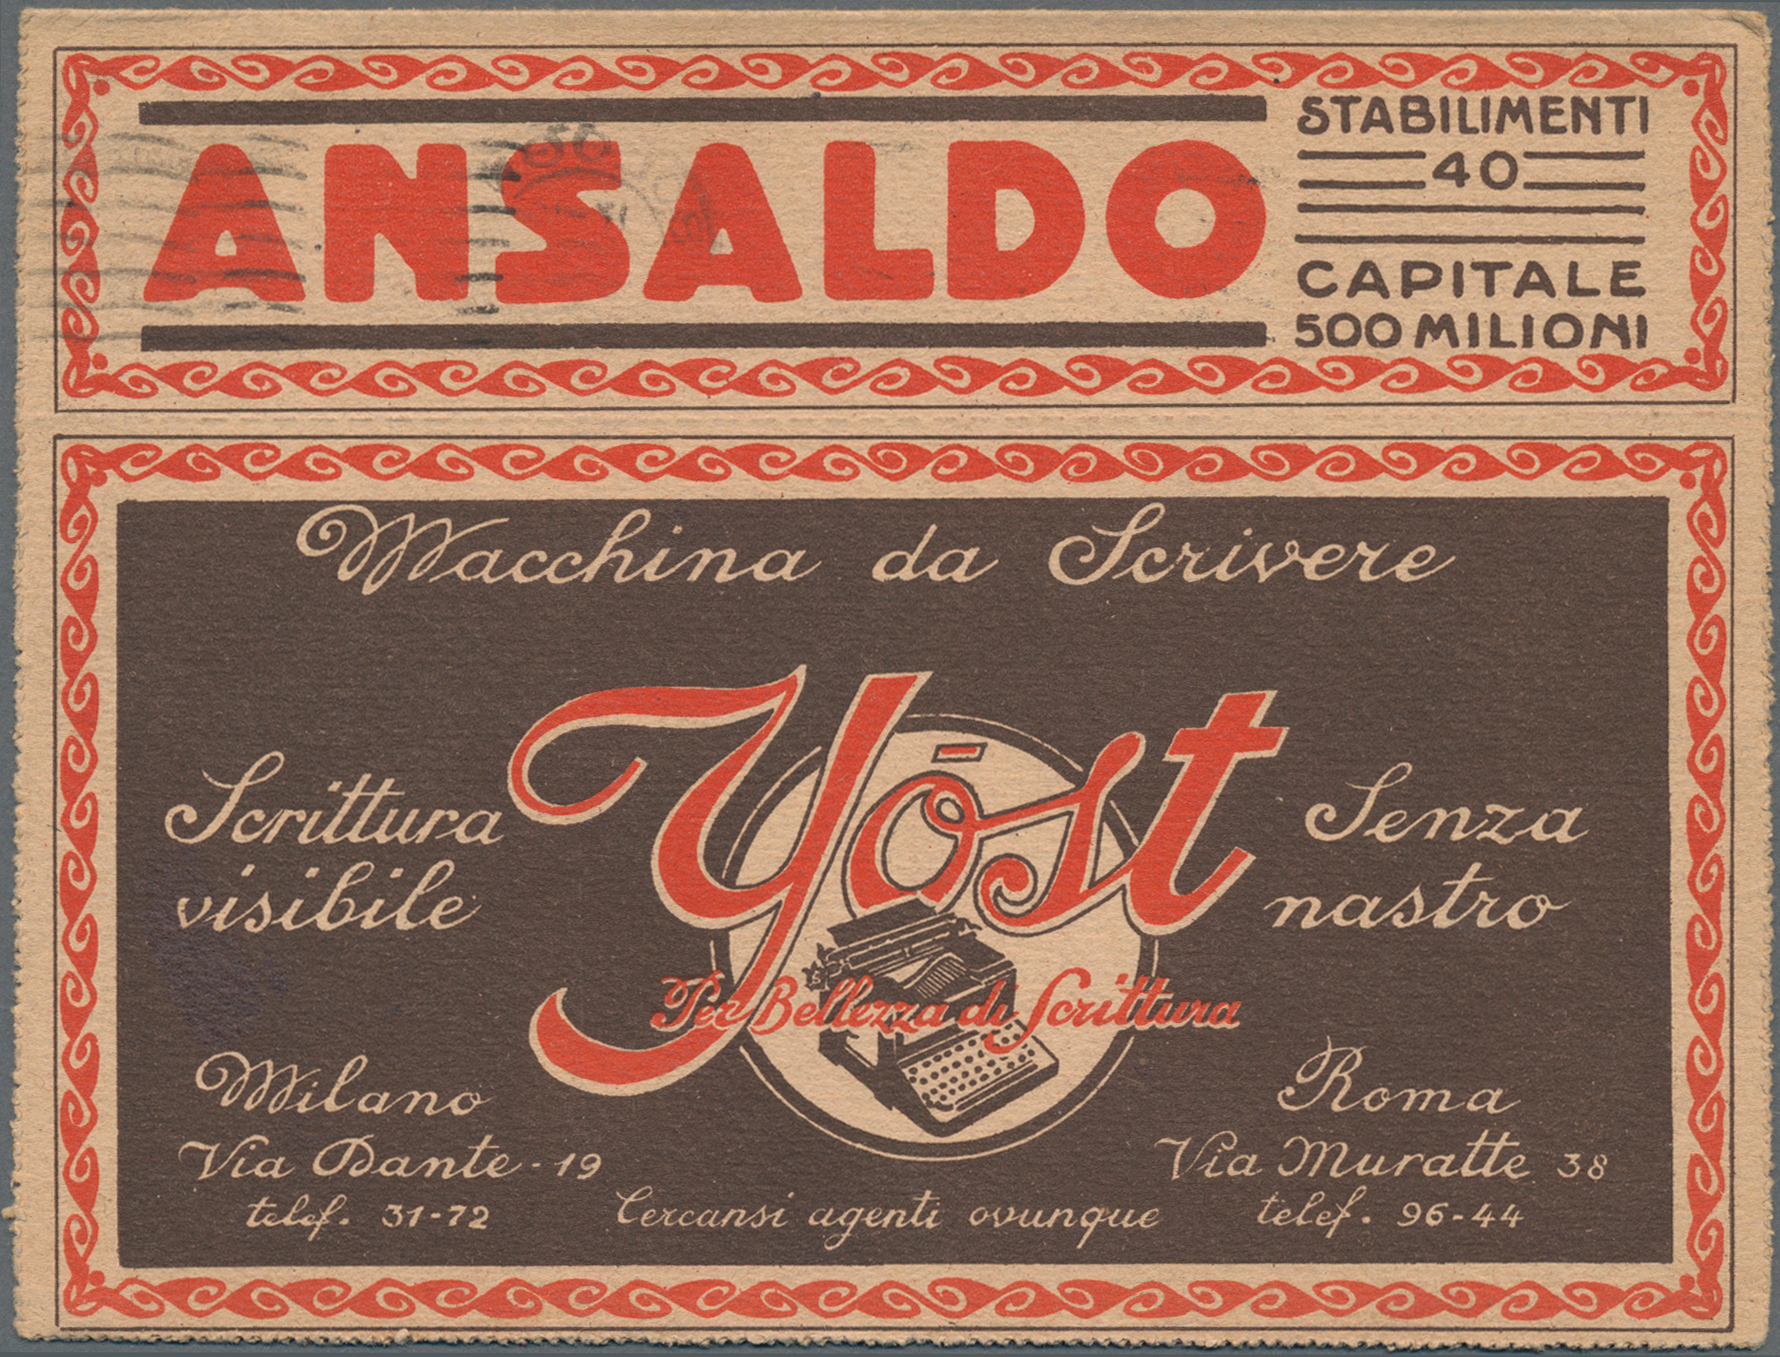 ANSALDO
STABILIMENTI
40
CAPITALE
500 MILIONI
Macchina da Scrivere
Yost
Scrittura
visibile
Senza
nastro
Per Bellezza di Scrittura
Milano
Via Dante - 19
telef. 31-72
Cercansi agenti ovunque
Roma
Via Muratte 38
telef. 96-44